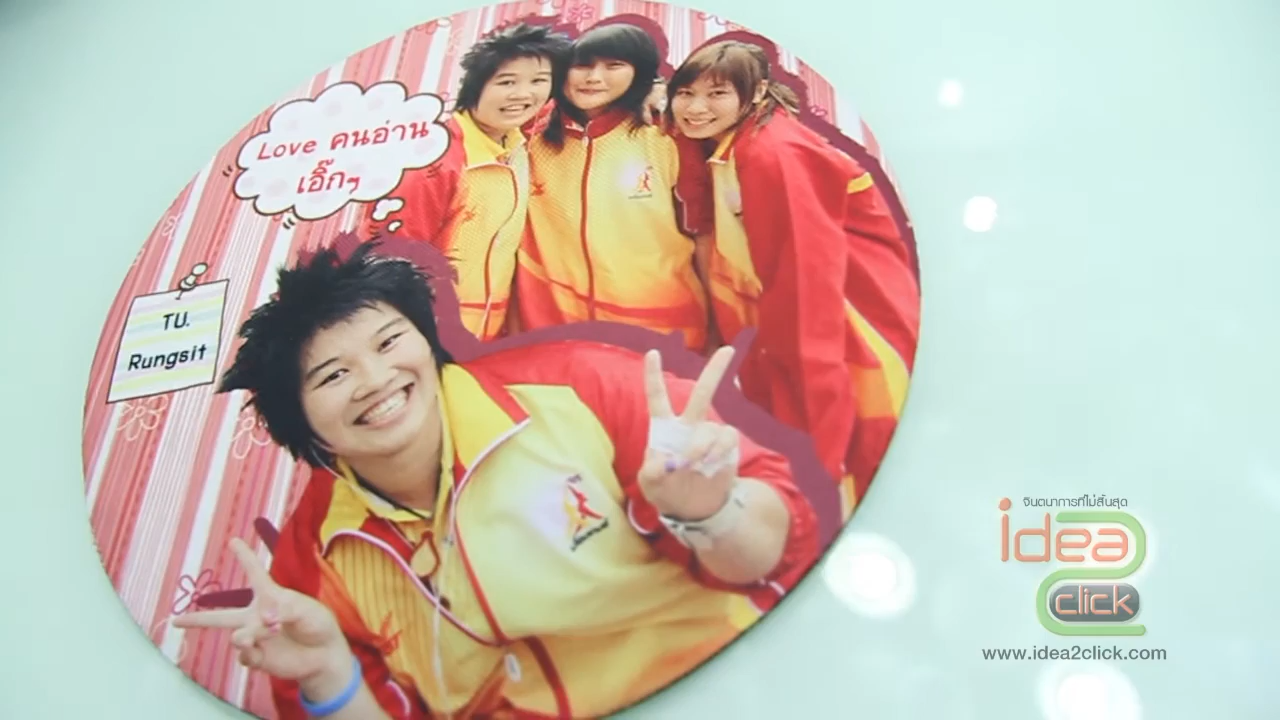 Love คนอ่าน
เอิ๊กๆ
TU.
Rungsit
จินตนาการที่ไม่สิ้นสุด
idea
2
click
www.idea2click.com